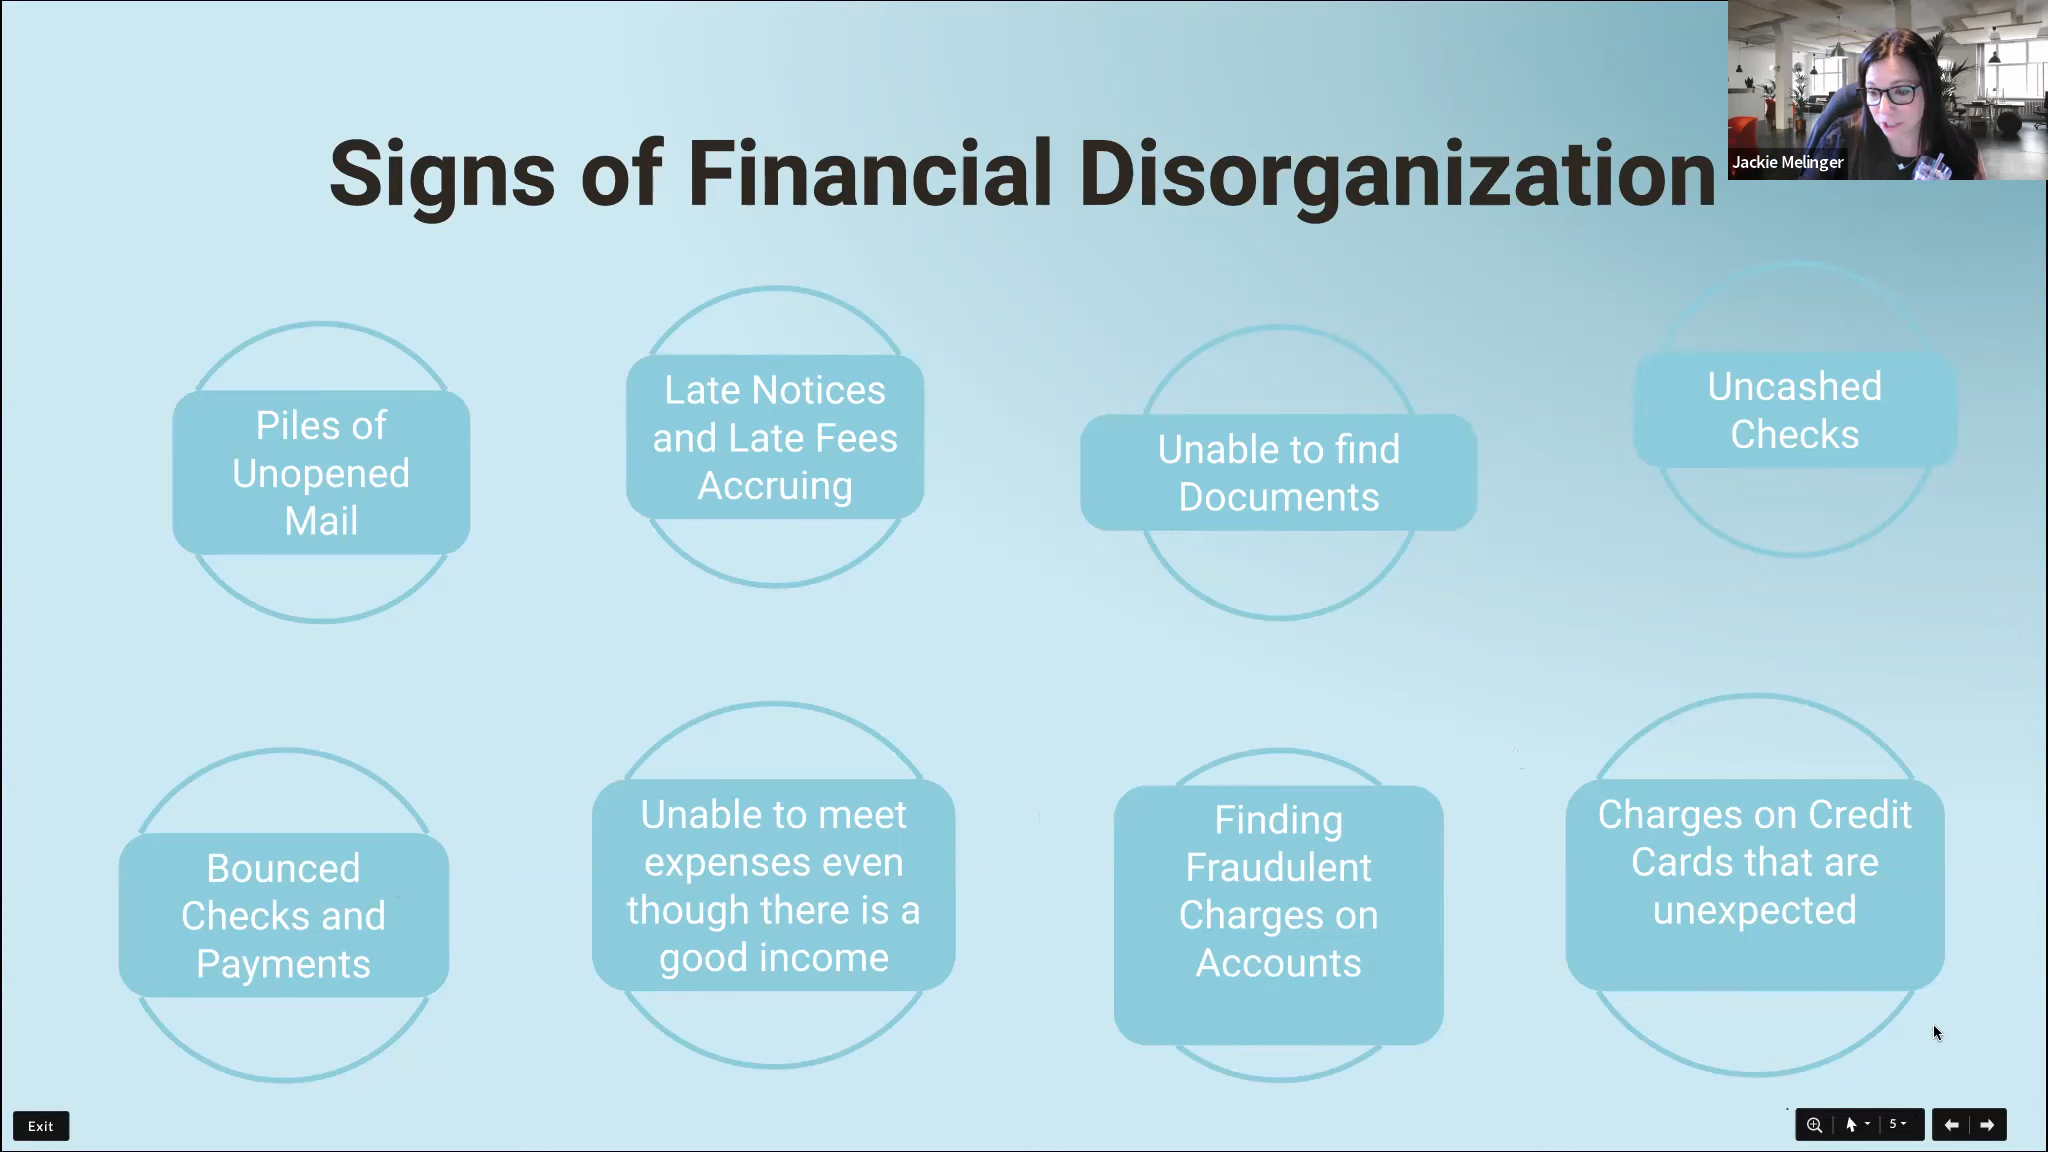 Signs of Financial Disorganization
Jackie Melinger
Piles of
Unopened
Mail
Late Notices
and Late Fees
Accruing
Unable to find
Documents
Uncashed
Checks
Bounced
Checks and
Payments
Unable to meet
expenses even
though there is a
good income
Finding
Fraudulent
Charges on
Accounts
Charges on Credit
Cards that are
unexpected
Exit
5